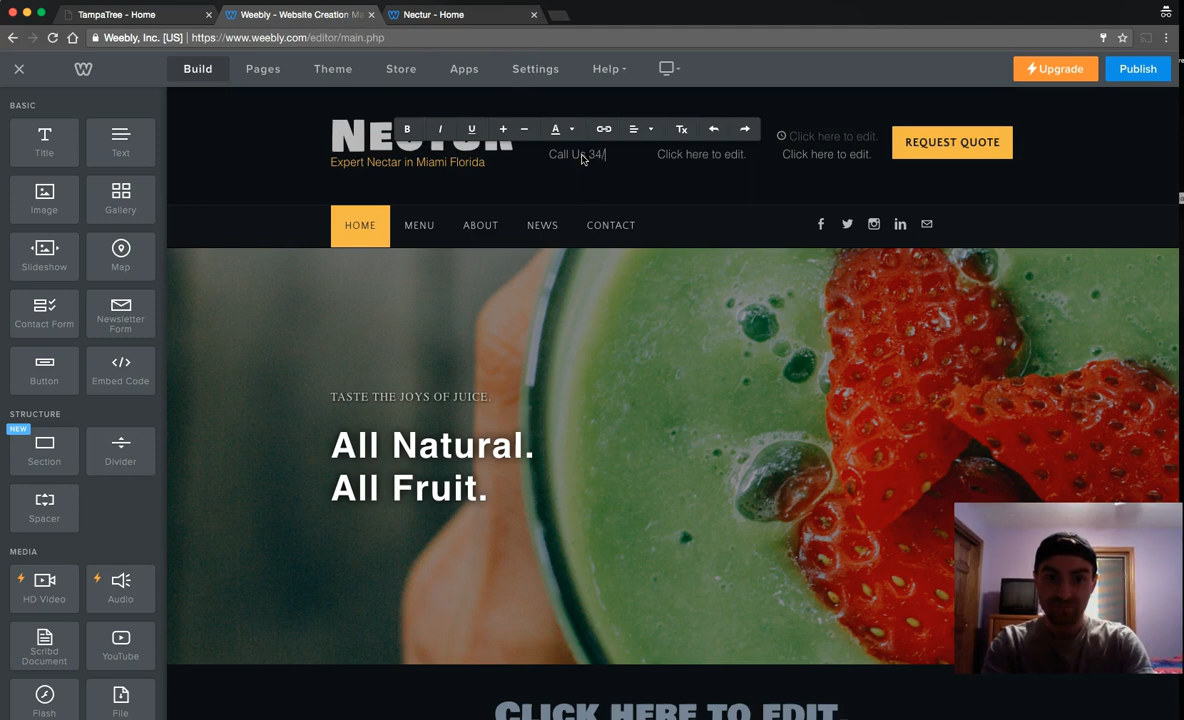 TampaTree - Home
Weebly - Website Creation Ma
Nectur - Home
Weebly, Inc. [US] | https://www.weebly.com/editor/main.php
Build
Pages
Theme
Store
Apps
Settings
Help
Upgrade
Publish
BASIC
Title
Text
Image
Gallery
Slideshow
Map
Contact Form
Newsletter
Form
Button
Embed Code
STRUCTURE
NEW
Section
Divider
Spacer
MEDIA
HD Video
Audio
Scribd
Document
YouTube
Flash
File
B I U + - A Tx
Expert Nectar in Miami Florida
Call Us 34/
Click here to edit.
Click here to edit.
Click here to edit.
REQUEST QUOTE
HOME
MENU
ABOUT
NEWS
CONTACT
TASTE THE JOYS OF JUICE.
All Natural.
All Fruit.
CLICK HERE TO EDIT